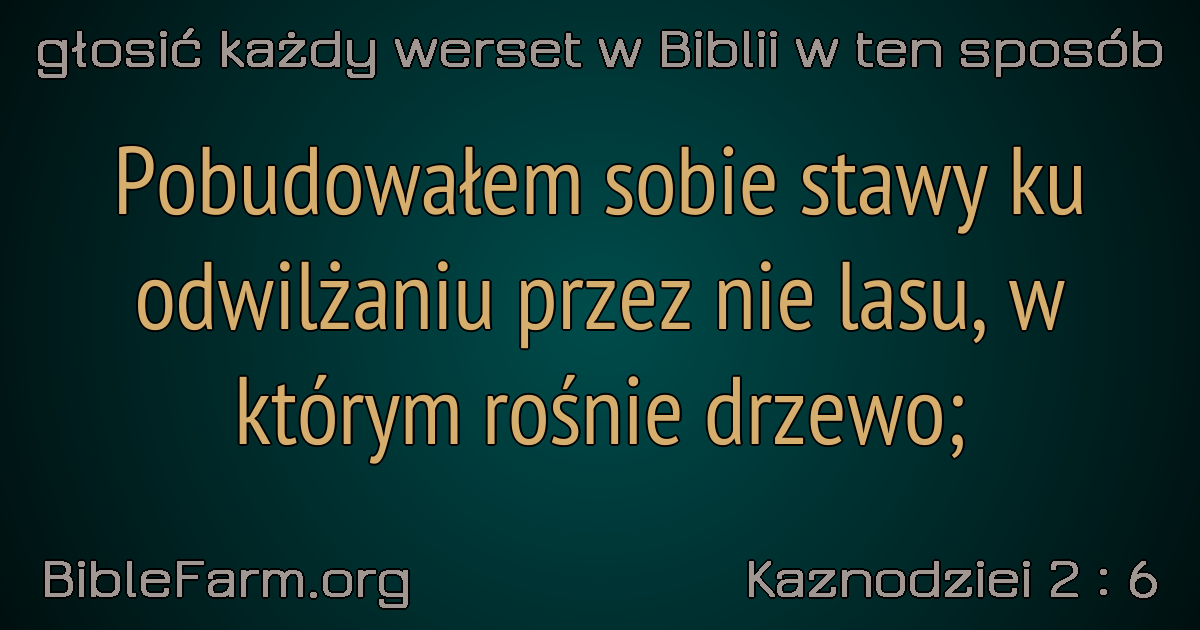 głosić każdy werset w Biblii w ten sposób
Pobudowałem sobie stawy ku
odwilżaniu przez nie lasu, w
którym rośnie drzewo;
BibleFarm.org
Kaznodziei 2 : 6